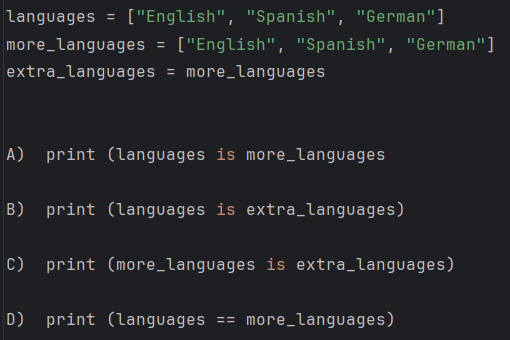 languages = ["English", "Spanish", "German"]
more_languages = ["English", "Spanish", "German"]
extra_languages = more_languages
A)  print (languages is more_languages
B)  print (languages is extra_languages)
C)  print (more_languages is extra_languages)
D)  print (languages == more_languages)